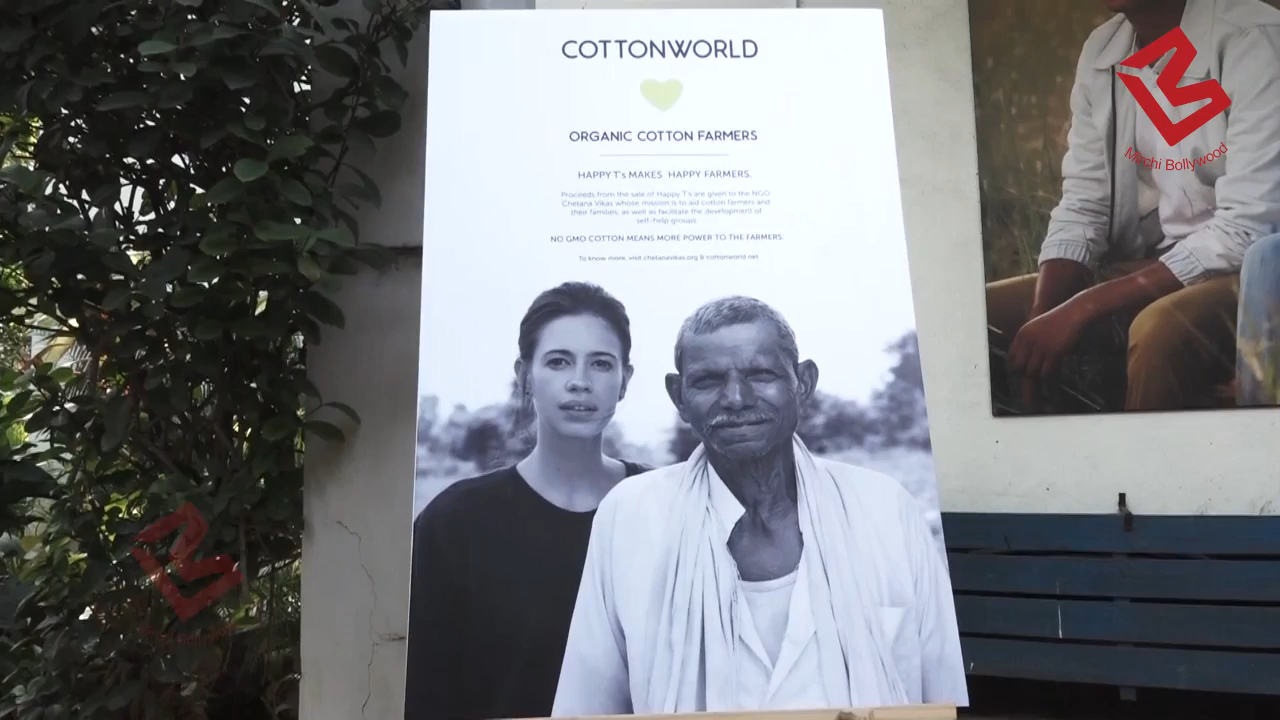 COTTONWORLD
ORGANIC COTTON FARMERS
HAPPY T's MAKES HAPPY FARMERS.
Proceeds from the sale of Happy T's are given to the NGO
Chetana Vikas whose mission is to aid cotton farmers and
their families, as well as facilitate the development of
self-help groups.
NO GMO COTTON MEANS MORE POWER TO THE FARMERS.
To know more, visit chetanavikas.org & cottonworld.net
Mirchi Bollywood